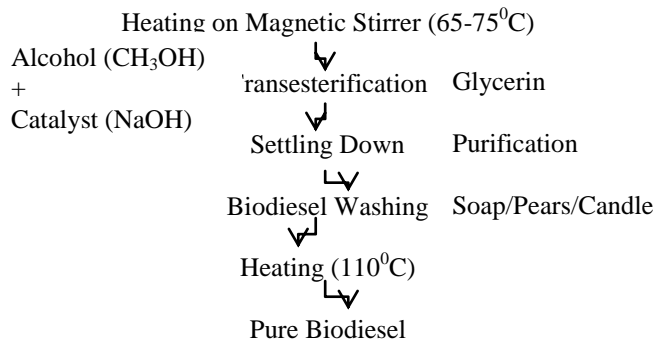 Heating on Magnetic Stirrer (65-75⁰C)
Alcohol (CH₃OH)
+
Catalyst (NaOH)
ransesterification Glycerin
Settling Down Purification
Biodiesel Washing Soap/Pears/Candle
Heating (110⁰C)
Pure Biodiesel